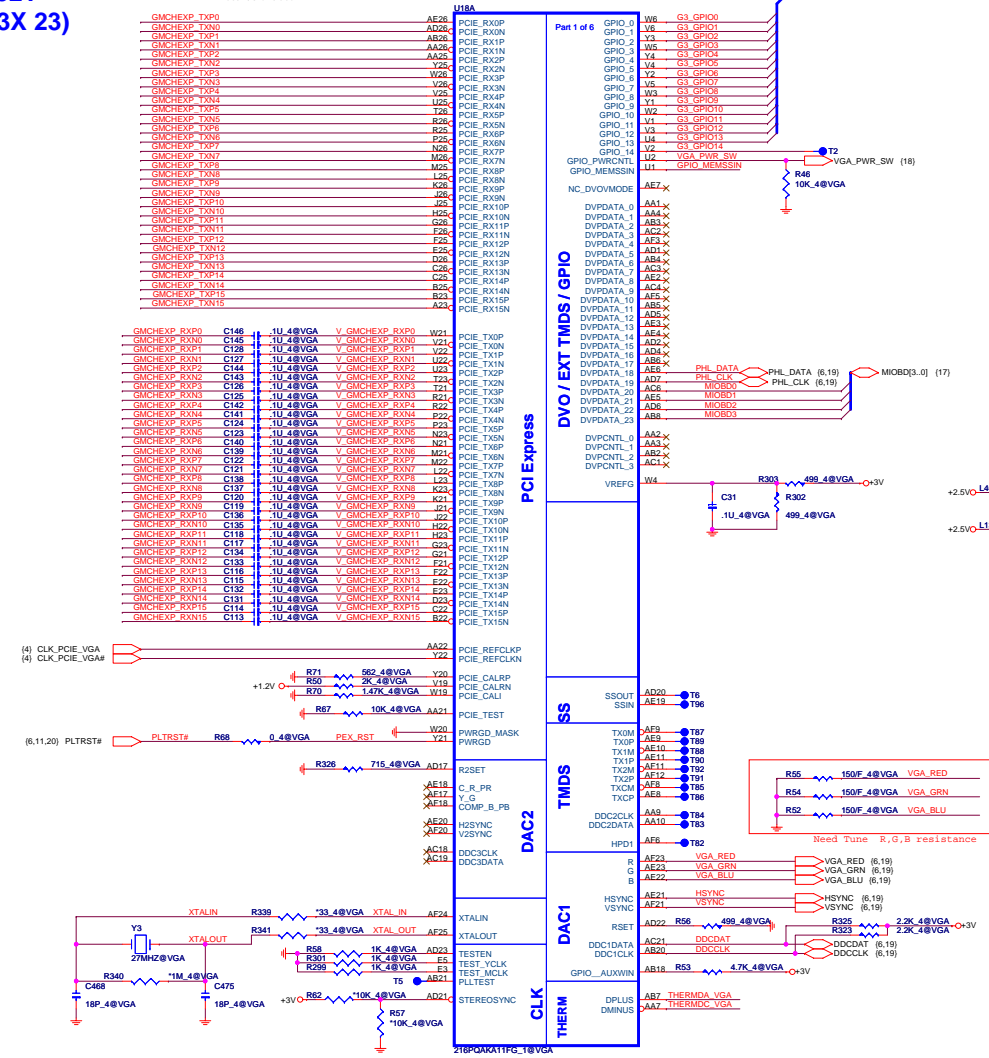 3X 23)
U18A
Part 1 of 6
GMCHEXP_TXP0 AE26 PCIE_RX0P
GMCHEXP_TXN0 AD26 PCIE_RX0N
GMCHEXP_TXP1 AB26 PCIE_RX1P
GMCHEXP_TXN1 AA26 PCIE_RX1N
GMCHEXP_TXP2 AA25 PCIE_RX2P
GMCHEXP_TXN2 Y25 PCIE_RX2N
GMCHEXP_TXP3 W26 PCIE_RX3P
GMCHEXP_TXN3 V26 PCIE_RX3N
GMCHEXP_TXP4 V25 PCIE_RX4P
GMCHEXP_TXN4 U25 PCIE_RX4N
GMCHEXP_TXP5 T26 PCIE_RX5P
GMCHEXP_TXN5 R26 PCIE_RX5N
GMCHEXP_TXP6 R25 PCIE_RX6P
GMCHEXP_TXN6 P25 PCIE_RX6N
GMCHEXP_TXP7 N26 PCIE_RX7P
GMCHEXP_TXN7 M26 PCIE_RX7N
GMCHEXP_TXP8 M25 PCIE_RX8P
GMCHEXP_TXN8 L25 PCIE_RX8N
GMCHEXP_TXP9 K26 PCIE_RX9P
GMCHEXP_TXN9 J26 PCIE_RX9N
GMCHEXP_TXP10 J25 PCIE_RX10P
GMCHEXP_TXN10 H25 PCIE_RX10N
GMCHEXP_TXP11 G26 PCIE_RX11P
GMCHEXP_TXN11 F26 PCIE_RX11N
GMCHEXP_TXP12 F25 PCIE_RX12P
GMCHEXP_TXN12 E25 PCIE_RX12N
GMCHEXP_TXP13 D26 PCIE_RX13P
GMCHEXP_TXN13 C26 PCIE_RX13N
GMCHEXP_TXP14 C25 PCIE_RX14P
GMCHEXP_TXN14 B25 PCIE_RX14N
GMCHEXP_TXP15 B23 PCIE_RX15P
GMCHEXP_TXN15 A23 PCIE_RX15N
GMCHEXP_RXP0 C146 .1U_4@VGA V_GMCHEXP_RXP0 W21 PCIE_TX0P
GMCHEXP_RXN0 C145 .1U_4@VGA V_GMCHEXP_RXN0 V21 PCIE_TX0N
GMCHEXP_RXP1 C128 .1U_4@VGA V_GMCHEXP_RXP1 V22 PCIE_TX1P
GMCHEXP_RXN1 C127 .1U_4@VGA V_GMCHEXP_RXN1 U22 PCIE_TX1N
GMCHEXP_RXP2 C144 .1U_4@VGA V_GMCHEXP_RXP2 U23 PCIE_TX2P
GMCHEXP_RXN2 C143 .1U_4@VGA V_GMCHEXP_RXN2 T23 PCIE_TX2N
GMCHEXP_RXP3 C126 .1U_4@VGA V_GMCHEXP_RXP3 T21 PCIE_TX3P
GMCHEXP_RXN3 C125 .1U_4@VGA V_GMCHEXP_RXN3 R21 PCIE_TX3N
GMCHEXP_RXP4 C142 .1U_4@VGA V_GMCHEXP_RXP4 R22 PCIE_TX4P
GMCHEXP_RXN4 C141 .1U_4@VGA V_GMCHEXP_RXN4 P22 PCIE_TX4N
GMCHEXP_RXP5 C124 .1U_4@VGA V_GMCHEXP_RXP5 P23 PCIE_TX5P
GMCHEXP_RXN5 C123 .1U_4@VGA V_GMCHEXP_RXN5 N23 PCIE_TX5N
GMCHEXP_RXP6 C140 .1U_4@VGA V_GMCHEXP_RXP6 N21 PCIE_TX6P
GMCHEXP_RXN6 C139 .1U_4@VGA V_GMCHEXP_RXN6 M21 PCIE_TX6N
GMCHEXP_RXP7 C122 .1U_4@VGA V_GMCHEXP_RXP7 M22 PCIE_TX7P
GMCHEXP_RXN7 C121 .1U_4@VGA V_GMCHEXP_RXN7 L22 PCIE_TX7N
GMCHEXP_RXP8 C138 .1U_4@VGA V_GMCHEXP_RXP8 L23 PCIE_TX8P
GMCHEXP_RXN8 C137 .1U_4@VGA V_GMCHEXP_RXN8 K23 PCIE_TX8N
GMCHEXP_RXP9 C120 .1U_4@VGA V_GMCHEXP_RXP9 K21 PCIE_TX9P
GMCHEXP_RXN9 C119 .1U_4@VGA V_GMCHEXP_RXN9 J21 PCIE_TX9N
GMCHEXP_RXP10 C136 .1U_4@VGA V_GMCHEXP_RXP10 J22 PCIE_TX10P
GMCHEXP_RXN10 C135 .1U_4@VGA V_GMCHEXP_RXN10 H22 PCIE_TX10N
GMCHEXP_RXP11 C118 .1U_4@VGA V_GMCHEXP_RXP11 H23 PCIE_TX11P
GMCHEXP_RXN11 C117 .1U_4@VGA V_GMCHEXP_RXN11 G23 PCIE_TX11N
GMCHEXP_RXP12 C134 .1U_4@VGA V_GMCHEXP_RXP12 G21 PCIE_TX12P
GMCHEXP_RXN12 C133 .1U_4@VGA V_GMCHEXP_RXN12 F21 PCIE_TX12N
GMCHEXP_RXP13 C116 .1U_4@VGA V_GMCHEXP_RXP13 F22 PCIE_TX13P
GMCHEXP_RXN13 C115 .1U_4@VGA V_GMCHEXP_RXN13 E22 PCIE_TX13N
GMCHEXP_RXP14 C132 .1U_4@VGA V_GMCHEXP_RXP14 E23 PCIE_TX14P
GMCHEXP_RXN14 C131 .1U_4@VGA V_GMCHEXP_RXN14 D23 PCIE_TX14N
GMCHEXP_RXP15 C114 .1U_4@VGA V_GMCHEXP_RXP15 C22 PCIE_TX15P
GMCHEXP_RXN15 C113 .1U_4@VGA V_GMCHEXP_RXN15 B22 PCIE_TX15N
{4} CLK_PCIE_VGA AA22 PCIE_REFCLKP
{4} CLK_PCIE_VGA# Y22 PCIE_REFCLKN
R71 562_4@VGA Y20 PCIE_CALRP
+1.2V R50 2K_4@VGA V19 PCIE_CALRN
R70 1.47K_4@VGA W19 PCIE_CALI
R67 10K_4@VGA AA21 PCIE_TEST
W20 PWRGD_MASK
{6,11,20} PLTRST# PLTRST# R68 0_4@VGA PEX_RST Y21 PWRGD
R326 715_4@VGA AD17 R2SET
AE18 C_R_PR
AF17 Y_G
AF18 COMP_B_PB
AE20 H2SYNC
AF20 V2SYNC
AC18 DDC3CLK
AC19 DDC3DATA
XTALIN R339 *33_4@VGA XTAL_IN AF24 XTALIN
XTALOUT R341 *33_4@VGA XTAL_OUT AF25 XTALOUT
Y3
27MHZ@VGA
R340 *1M_4@VGA
C468
18P_4@VGA
C475
18P_4@VGA
R58 1K_4@VGA AD23 TESTEN
R301 1K_4@VGA E5 TEST_YCLK
R299 1K_4@VGA E3 TEST_MCLK
T5 AB21 PLLTEST
+3V R62 *10K_4@VGA AD21 STEREOSYNC
R57
*10K_4@VGA
216PQAKA11FG_1@VGA
PCI Express
DAC2
CLK
DVO / EXT TMDS / GPIO
SS
TMDS
DAC1
THERM
GPIO_0 W6 G3_GPIO0
GPIO_1 V6 G3_GPIO1
GPIO_2 Y3 G3_GPIO2
GPIO_3 W5 G3_GPIO3
GPIO_4 Y4 G3_GPIO4
GPIO_5 V4 G3_GPIO5
GPIO_6 Y2 G3_GPIO6
GPIO_7 V5 G3_GPIO7
GPIO_8 W3 G3_GPIO8
GPIO_9 Y1 G3_GPIO9
GPIO_10 W2 G3_GPIO10
GPIO_11 V1 G3_GPIO11
GPIO_12 V3 G3_GPIO12
GPIO_13 U4 G3_GPIO13
GPIO_14 V2 G3_GPIO14 T2
GPIO_PWRCNTL U2 VGA_PWR_SW VGA_PWR_SW {18}
GPIO_MEMSSIN U1 GPIO_MEMSSIN
R46
10K_4@VGA
NC_DVOVMODE AE7
DVPDATA_0 AA1
DVPDATA_1 AA4
DVPDATA_2 AB3
DVPDATA_3 AC2
DVPDATA_4 AF3
DVPDATA_5 AD1
DVPDATA_6 AB4
DVPDATA_7 AC3
DVPDATA_8 AE2
DVPDATA_9 AC4
DVPDATA_10 AF5
DVPDATA_11 AB5
DVPDATA_12 AD5
DVPDATA_13 AE3
DVPDATA_14 AE4
DVPDATA_15 AD2
DVPDATA_16 AD4
DVPDATA_17 AB6
DVPDATA_18 AE6 PHL_DATA PHL_DATA {6,19}
DVPDATA_19 AD7 PHL_CLK PHL_CLK {6,19}
DVPDATA_20 AC6 MIOBD0
DVPDATA_21 AE5 MIOBD1
DVPDATA_22 AD6 MIOBD2
DVPDATA_23 AB8 MIOBD3
MIOBD[3..0] {17}
DVPCNTL_0 AA2
DVPCNTL_1 AA3
DVPCNTL_2 AB2
DVPCNTL_3 AC1
VREFG W4
R303 499_4@VGA +3V
C31
.1U_4@VGA
R302
499_4@VGA
+2.5V L4
+2.5V L1
SSOUT AD20 T6
SSIN AE19 T96
TX0M AF9 T87
TX0P AE9 T89
TX1M AE10 T88
TX1P AE11 T90
TX2M AF11 T92
TX2P AF12 T91
TXCM AF8 T85
TXCP AE8 T86
DDC2CLK AA9 T84
DDC2DATA AA10 T83
HPD1 AF6 T82
R55 150/F_4@VGA VGA_RED
R54 150/F_4@VGA VGA_GRN
R52 150/F_4@VGA VGA_BLU
Need Tune R,G,B resistance
R AF23 VGA_RED VGA_RED {6,19}
G AE23 VGA_GRN VGA_GRN {6,19}
B AE22 VGA_BLU VGA_BLU {6,19}
HSYNC AE21 HSYNC HSYNC {6,19}
VSYNC AF21 VSYNC VSYNC {6,19}
RSET AD22 R56 499_4@VGA
R325 2.2K_4@VGA +3V
R323 2.2K_4@VGA
DDC1DATA AC21 DDCDAT DDCDAT {6,19}
DDC1CLK AB20 DDCCLK DDCCLK {6,19}
GPIO__AUXWIN AB18 R53 4.7K_4@VGA +3V
DPLUS AB7 THERMDA_VGA
DMINUS AA7 THERMDC_VGA